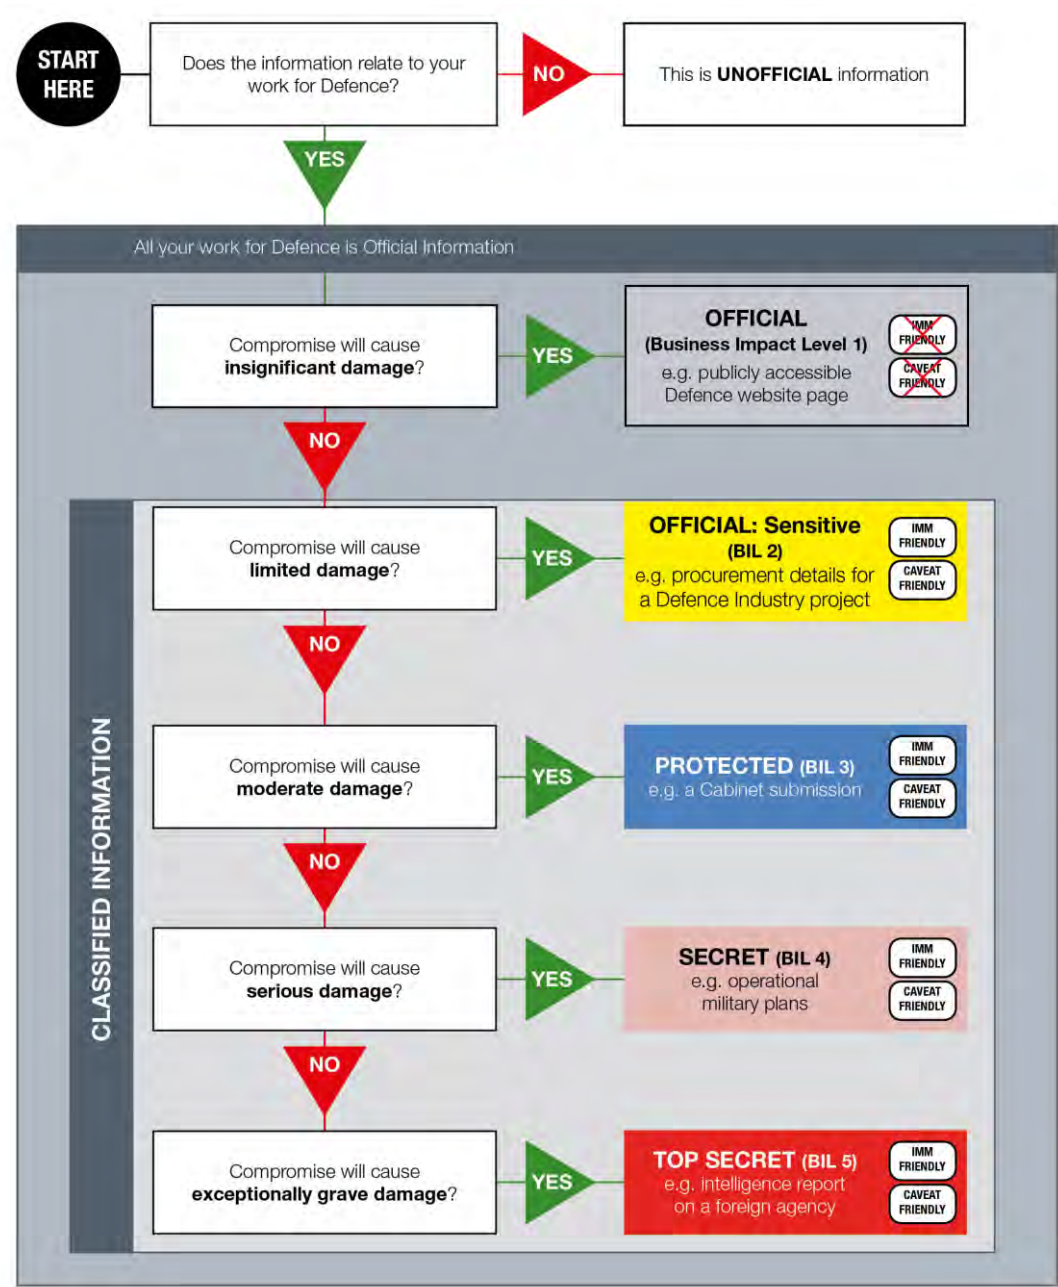 START
HERE
Does the information relate to your
work for Defence?
NO
This is UNOFFICIAL information
YES
All your work for Defence is Official Information
Compromise will cause
insignificant damage?
YES
OFFICIAL
(Business Impact Level 1)
e.g. publicly accessible
Defence website page
IMM
FRIENDLY
CAVEAT
FRIENDLY
NO
CLASSIFIED INFORMATION
Compromise will cause
limited damage?
YES
OFFICIAL: Sensitive
(BIL 2)
e.g. procurement details for
a Defence Industry project
IMM
FRIENDLY
CAVEAT
FRIENDLY
NO
Compromise will cause
moderate damage?
YES
PROTECTED (BIL 3)
e.g. a Cabinet submission
IMM
FRIENDLY
CAVEAT
FRIENDLY
NO
Compromise will cause
serious damage?
YES
SECRET (BIL 4)
e.g. operational
military plans
IMM
FRIENDLY
CAVEAT
FRIENDLY
NO
Compromise will cause
exceptionally grave damage?
YES
TOP SECRET (BIL 5)
e.g. intelligence report
on a foreign agency
IMM
FRIENDLY
CAVEAT
FRIENDLY